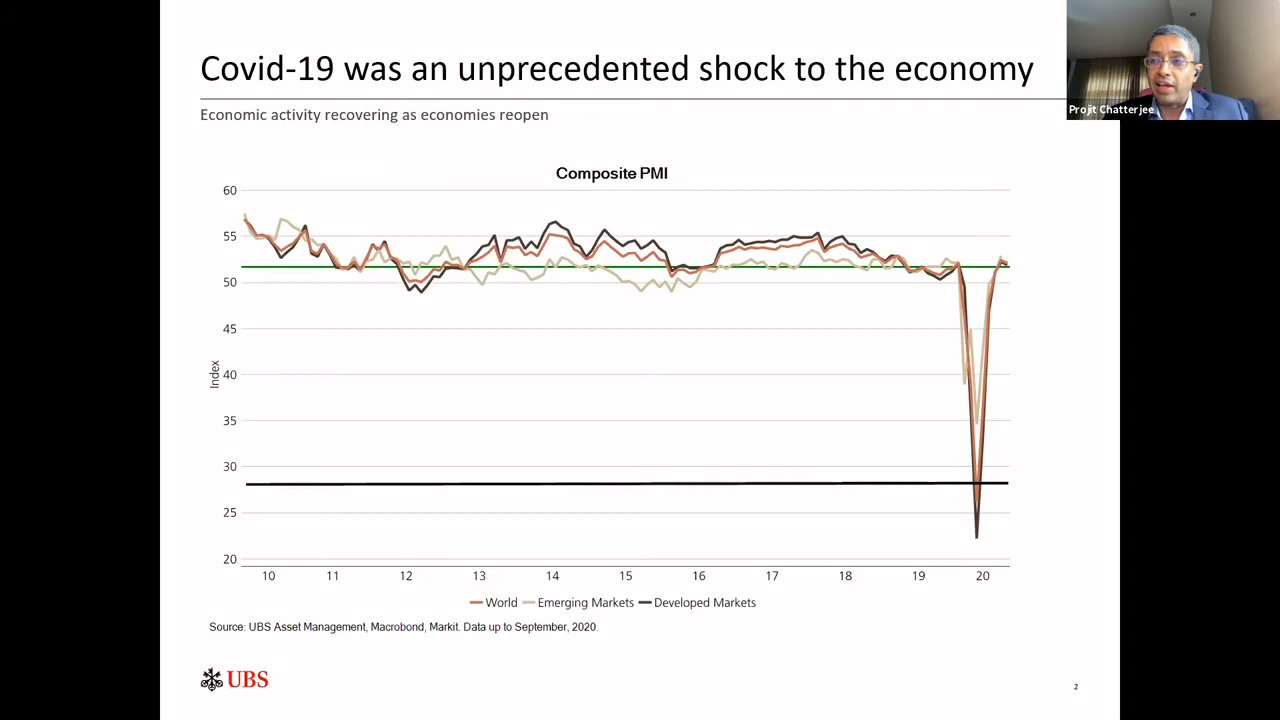 Covid-19 was an unprecedented shock to the economy
Projit Chatterjee
Economic activity recovering as economies reopen
Composite PMI
60
55
50
45
40
35
30
25
20
Index
10 11 12 13 14 15 16 17 18 19 20
World Emerging Markets Developed Markets
Source: UBS Asset Management, Macrobond, Markit. Data up to September, 2020.
UBS
2